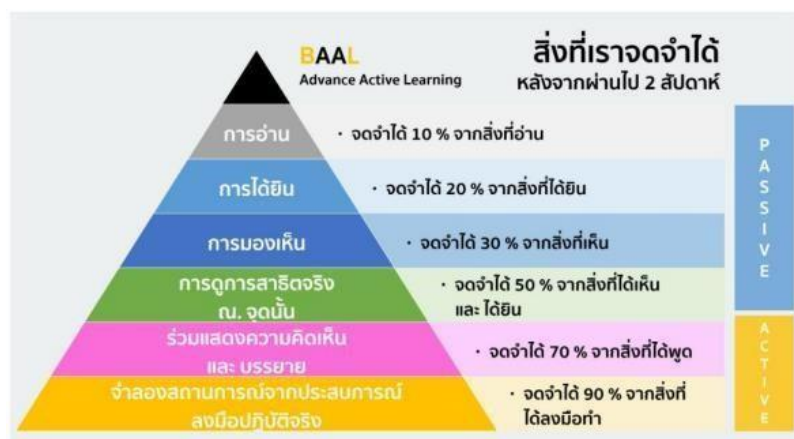 BAAL
Advance Active Learning
สิ่งที่เราจดจำได้
หลังจากผ่านไป 2 สัปดาห์
การอ่าน
· จดจำได้ 10 % จากสิ่งที่อ่าน
การได้ยิน
· จดจำได้ 20 % จากสิ่งที่ได้ยิน
การมองเห็น
· จดจำได้ 30 % จากสิ่งที่เห็น
การดูการสาธิตจริง
ณ. จุดนั้น
· จดจำได้ 50 % จากสิ่งที่ได้เห็น
และ ได้ยิน
ร่วมแสดงความคิดเห็น
และ บรรยาย
· จดจำได้ 70 % จากสิ่งที่ได้พูด
จำลองสถานการณ์จากประสบการณ์
ลงมือปฏิบัติจริง
· จดจำได้ 90 % จากสิ่งที่
ได้ลงมือทำ
PASSIVE
ACTIVE